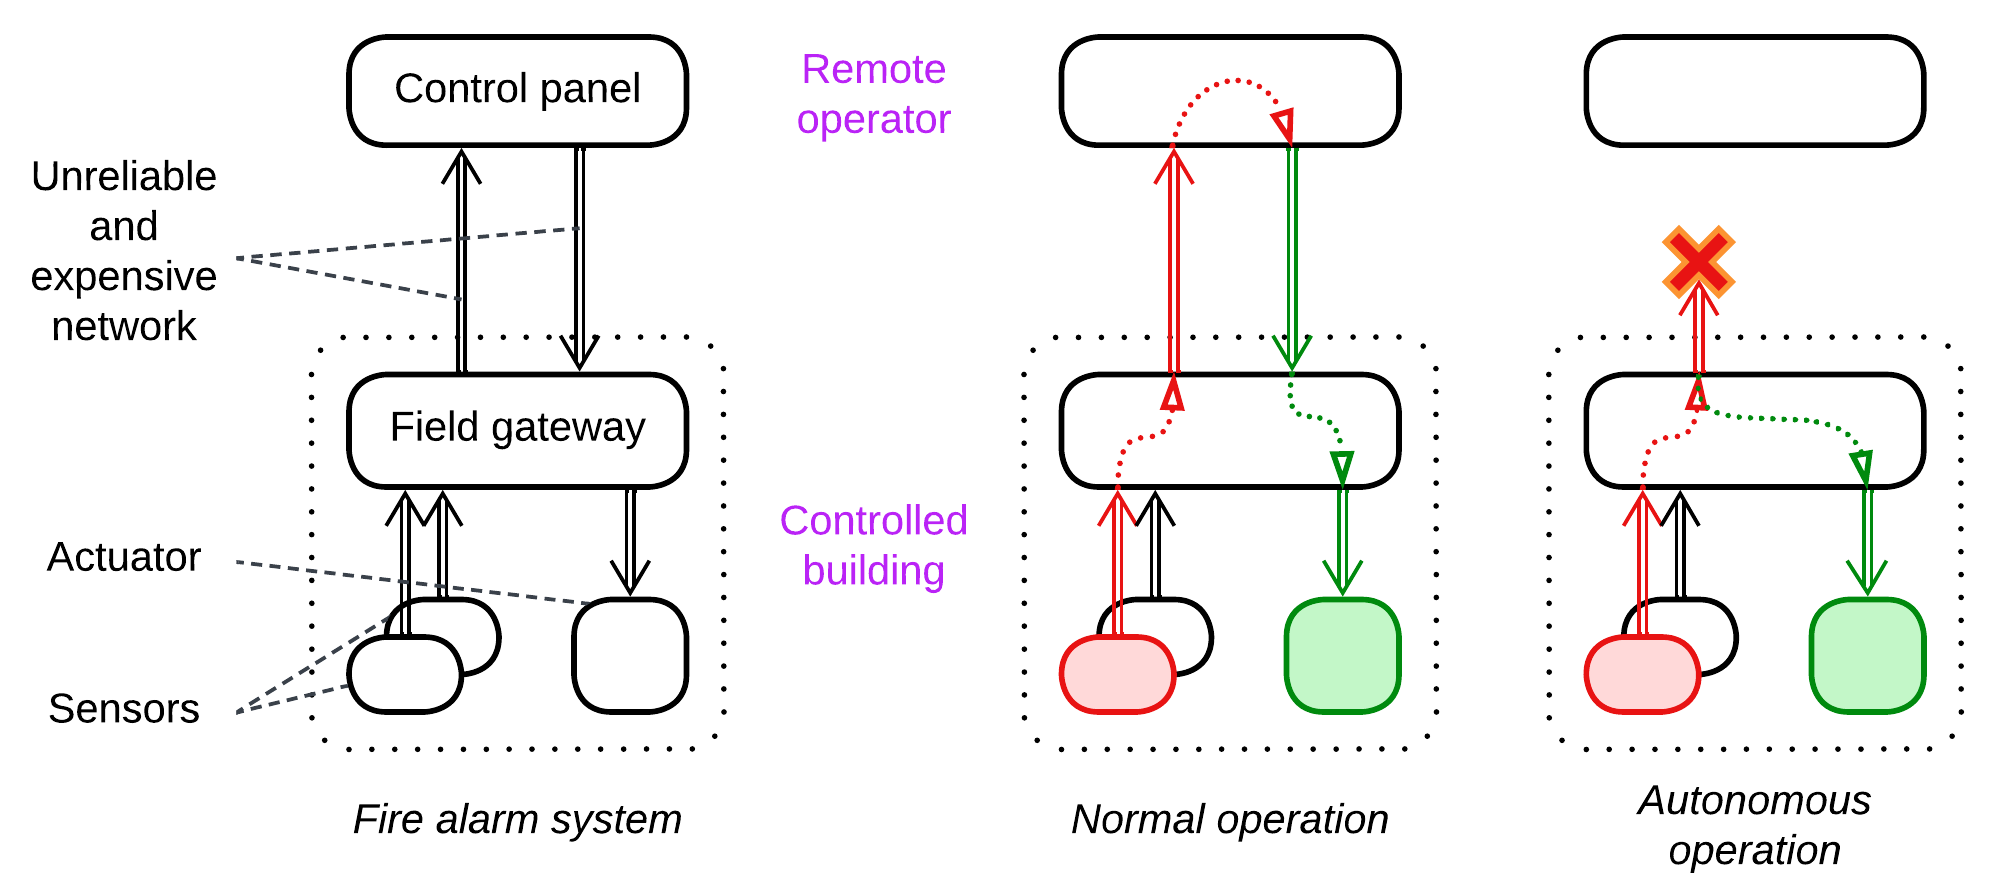 Control panel
Remote
operator
Unreliable
and
expensive
network
Field gateway
Controlled
building
Actuator
Sensors
Fire alarm system
Normal operation
Autonomous
operation